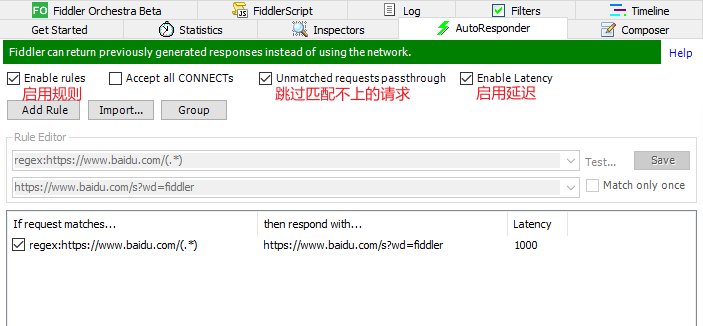 FO Fiddler Orchestra Beta FiddlerScript Log Filters Timeline
Get Started Statistics Inspectors AutoResponder Composer
Fiddler can return previously generated responses instead of using the network. Help
Enable rules Accept all CONNECTs Unmatched requests passthrough Enable Latency
启用规则 跳过匹配不上的请求 启用延迟
Add Rule Import... Group
Rule Editor
regex:https://www.baidu.com/(.*) Test... Save
https://www.baidu.com/s?wd=fiddler Match only once
If request matches... then respond with... Latency
regex:https://www.baidu.com/(.*) https://www.baidu.com/s?wd=fiddler 1000